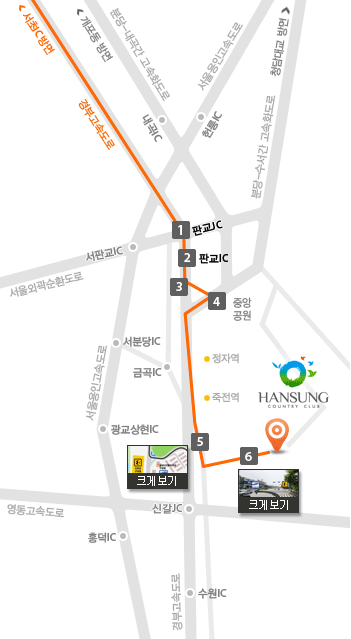 서초IC방면
개포동 방면
분당~내곡간 고속화도로
서울용인고속도로
청담대교 방면
경부고속도로
내곡IC
헌릉IC
분당~수서간 고속화도로
1
판교JC
서판교IC
2
판교IC
3
서울외곽순환도로
4
중앙
공원
서분당IC
정자역
금곡IC
서울용인고속도로
HANSUNG
COUNTRY CLUB
죽전역
광교상현IC
5
6
크게 보기
크게 보기
영동고속도로
신갈JC
흥덕IC
수원IC
경부고속도로